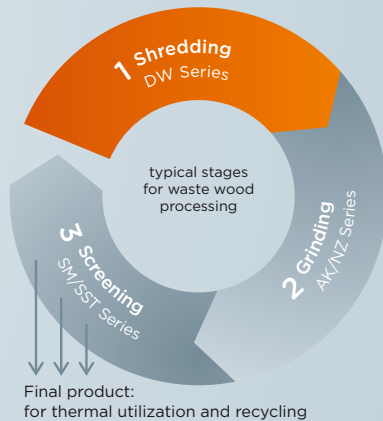 1 Shredding
DW Series
typical stages
for waste wood
processing
2 Grinding
AK/NZ Series
3 Screening
SM/SST Series
Final product:
for thermal utilization and recycling